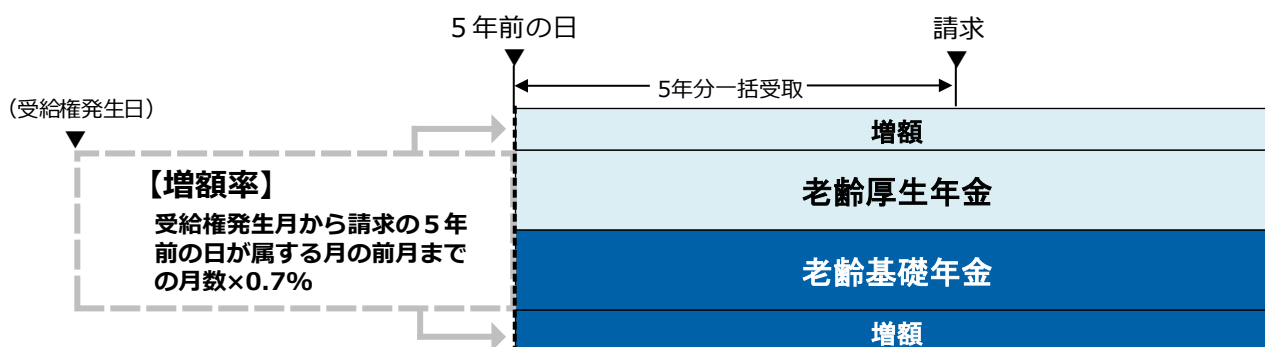 ５年前の日
請求
5年分一括受取
（受給権発生日）
増額
【増額率】
受給権発生月から請求の５年
前の日が属する月の前月まで
の月数×0.7%
老齢厚生年金
老齢基礎年金
増額